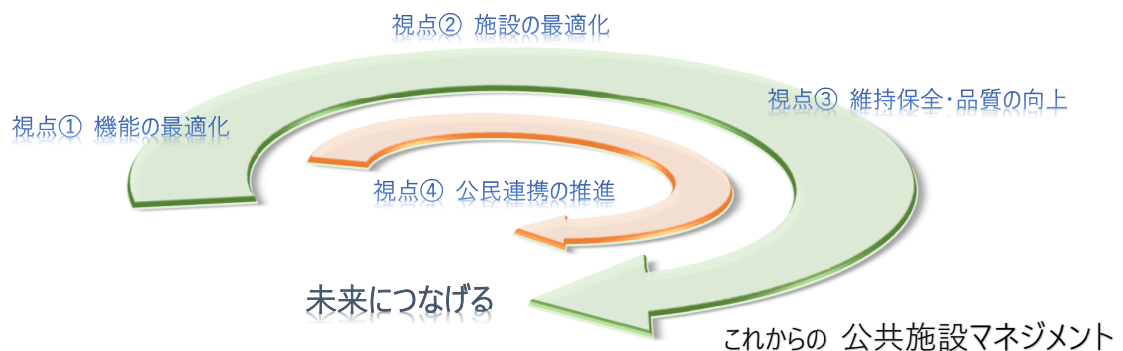 視点② 施設の最適化
視点③ 維持保全・品質の向上
視点① 機能の最適化
視点④ 公民連携の推進
未来につなげる
これからの 公共施設マネジメント